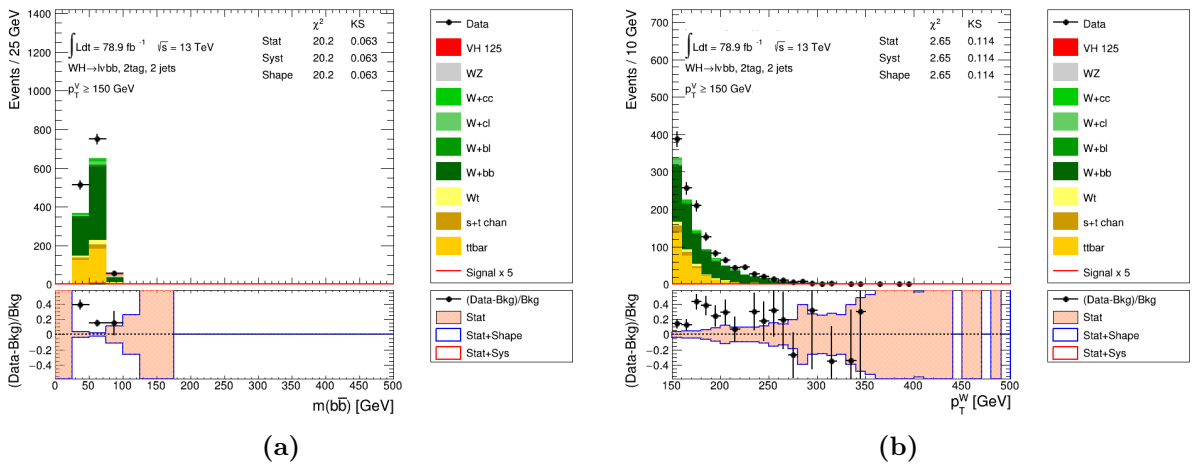 Events / 25 GeV
1400
1200
1000
800
600
400
200
0
∫Ldt = 78.9 fb⁻¹ √s = 13 TeV
WH→lνbb, 2tag, 2 jets
p_T^V ≥ 150 GeV
χ² KS
Stat 20.2 0.063
Syst 20.2 0.063
Shape 20.2 0.063
Data
VH 125
WZ
W+cc
W+cl
W+bl
W+bb
Wt
s+t chan
ttbar
Signal x 5
(Data-Bkg)/Bkg
0.4
0.2
0
−0.2
−0.4
0 50 100 150 200 250 300 350 400 450 500
m(bb̅) [GeV]
(Data-Bkg)/Bkg
Stat
Stat+Shape
Stat+Sys
(a)
Events / 10 GeV
700
600
500
400
300
200
100
0
∫Ldt = 78.9 fb⁻¹ √s = 13 TeV
WH→lνbb, 2tag, 2 jets
p_T^V ≥ 150 GeV
χ² KS
Stat 2.65 0.114
Syst 2.65 0.114
Shape 2.65 0.114
Data
VH 125
WZ
W+cc
W+cl
W+bl
W+bb
Wt
s+t chan
ttbar
Signal x 5
(Data-Bkg)/Bkg
0.4
0.2
0
−0.2
−0.4
150 200 250 300 350 400 450 500
p_T^W [GeV]
(Data-Bkg)/Bkg
Stat
Stat+Shape
Stat+Sys
(b)